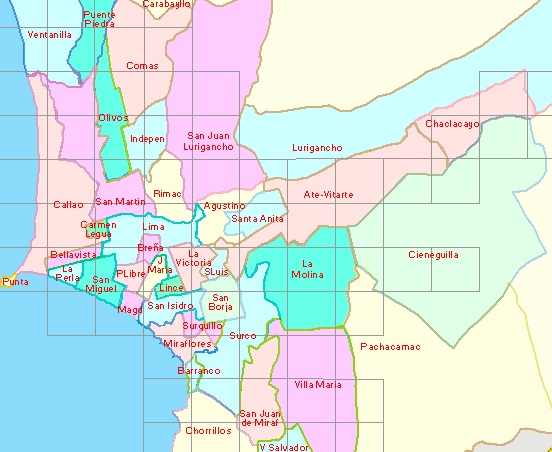 Carabayllo
Puente
Piedra
Ventanilla
Comas
Olivos
Indepen
San Juan
Lurigancho
Lurigancho
Chaclacayo
Callao
San Martin
Rimac
Agustino
Ate-Vitarte
Santa Anita
Carmen
Legua
Lima
Breña
Bellavista
La
Perla
San
Miguel
PLibre
J
Maria
La
Victoria
SLuis
La
Molina
Cieneguilla
Punta
Lince
San
Borja
Magd
San Isidro
Surquillo
Surco
Miraflores
Pachacamac
Barranco
Villa Maria
San Juan
de Miraf
Chorrillos
V Salvador